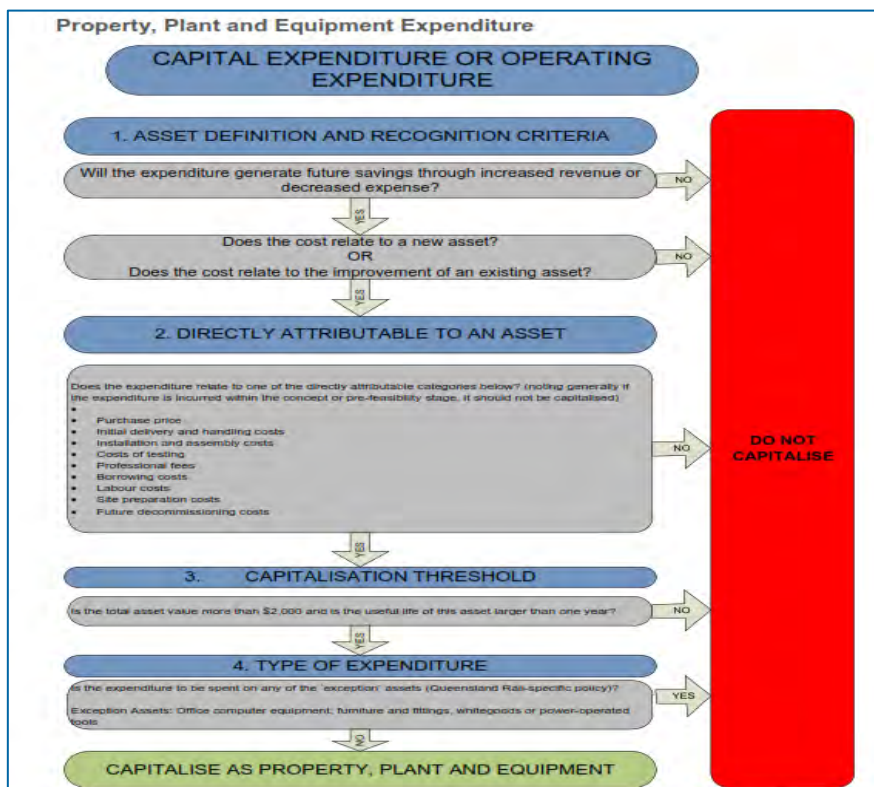 Property, Plant and Equipment Expenditure
CAPITAL EXPENDITURE OR OPERATING
EXPENDITURE
1. ASSET DEFINITION AND RECOGNITION CRITERIA
Will the expenditure generate future savings through increased revenue or
decreased expense?
NO
YES
Does the cost relate to a new asset?
OR
Does the cost relate to the improvement of an existing asset?
NO
YES
2. DIRECTLY ATTRIBUTABLE TO AN ASSET
Does the expenditure relate to one of the directly attributable categories below? (noting generally if
the expenditure is incurred within the concept or pre-feasibility stage, it should not be capitalised)
•
• Purchase price
• Initial delivery and handling costs
• Installation and assembly costs
• Costs of testing
• Professional fees
• Borrowing costs
• Labour costs
• Site preparation costs
• Future decommissioning costs
NO
DO NOT
CAPITALISE
YES
3. CAPITALISATION THRESHOLD
Is the total asset value more than $2,000 and is the useful life of this asset larger than one year?
NO
YES
4. TYPE OF EXPENDITURE
Is the expenditure to be spent on any of the 'exception' assets (Queensland Rail-specific policy)?
YES
Exception Assets: Office computer equipment; furniture and fittings, whitegoods or power-operated
tools
NO
CAPITALISE AS PROPERTY, PLANT AND EQUIPMENT